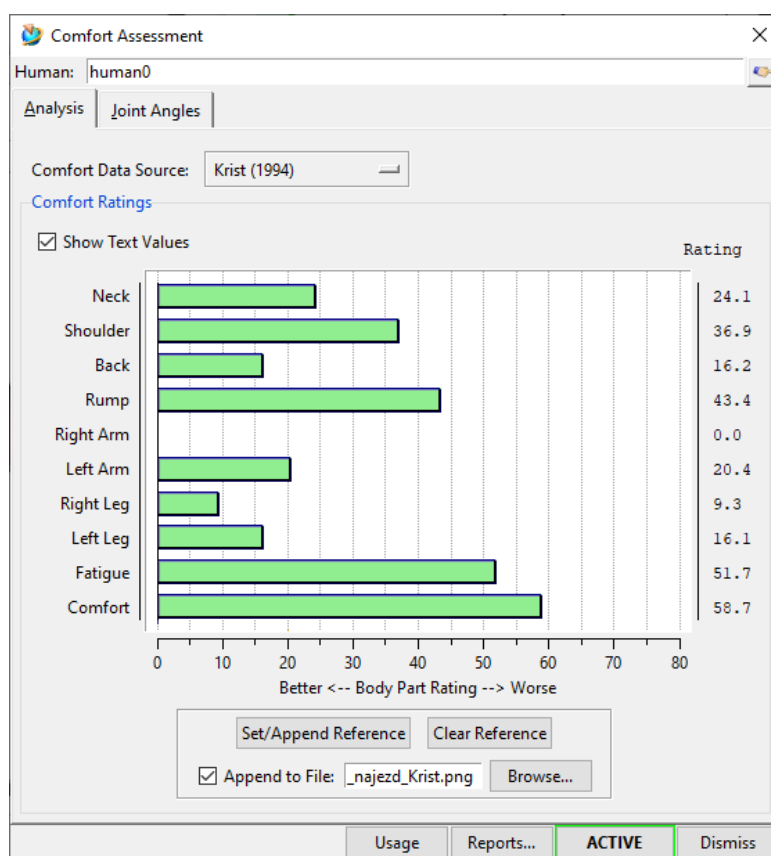 Comfort Assessment
Human: human0
Analysis Joint Angles
Comfort Data Source: Krist (1994)
Comfort Ratings
Show Text Values
Rating
Neck 24.1
Shoulder 36.9
Back 16.2
Rump 43.4
Right Arm 0.0
Left Arm 20.4
Right Leg 9.3
Left Leg 16.1
Fatigue 51.7
Comfort 58.7
0 10 20 30 40 50 60 70 80
Better <-- Body Part Rating --> Worse
Set/Append Reference Clear Reference
Append to File: _najezd_Krist.png Browse...
Usage Reports... ACTIVE Dismiss